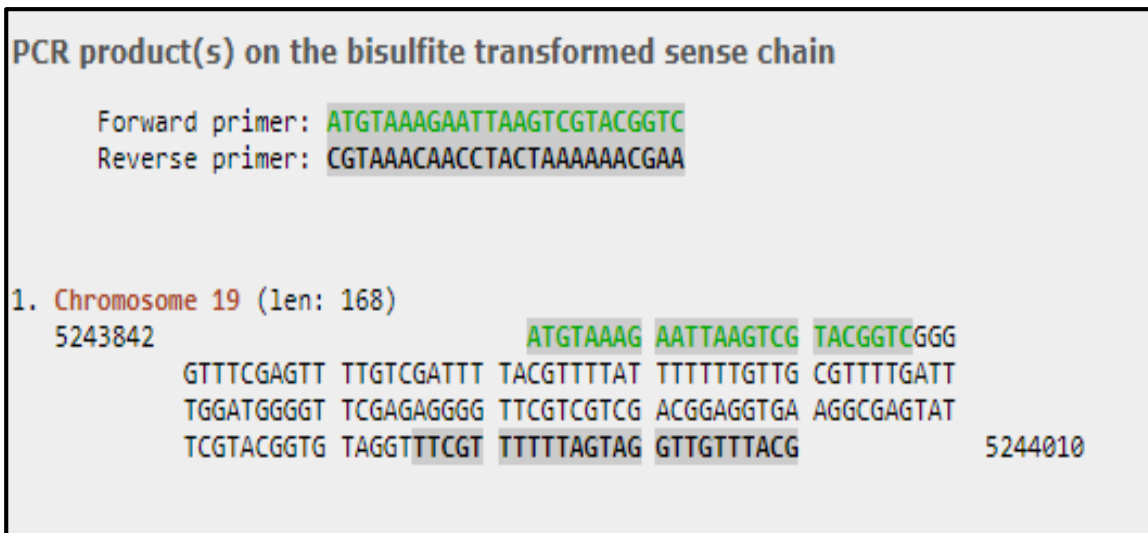 PCR product(s) on the bisulfite transformed sense chain
Forward primer: ATGTAAAGAATTAAGTCGTACGGTC
Reverse primer: CGTAAACAACCTACTAAAAAACGAA
1. Chromosome 19 (len: 168)
5243842 ATGTAAAG AATTAAGTCG TACGGTCGGG
GTTTCGAGTT TTGTCGATTT TACGTTTTAT TTTTTTGTTG CGTTTTGATT
TGGATGGGGT TCGAGAGGGG TTCGTCGTCG ACGGAGGTGA AGGCGAGTAT
TCGTACGGTG TAGGTTTCGT TTTTTAGTAG GTTGTTTACG 5244010